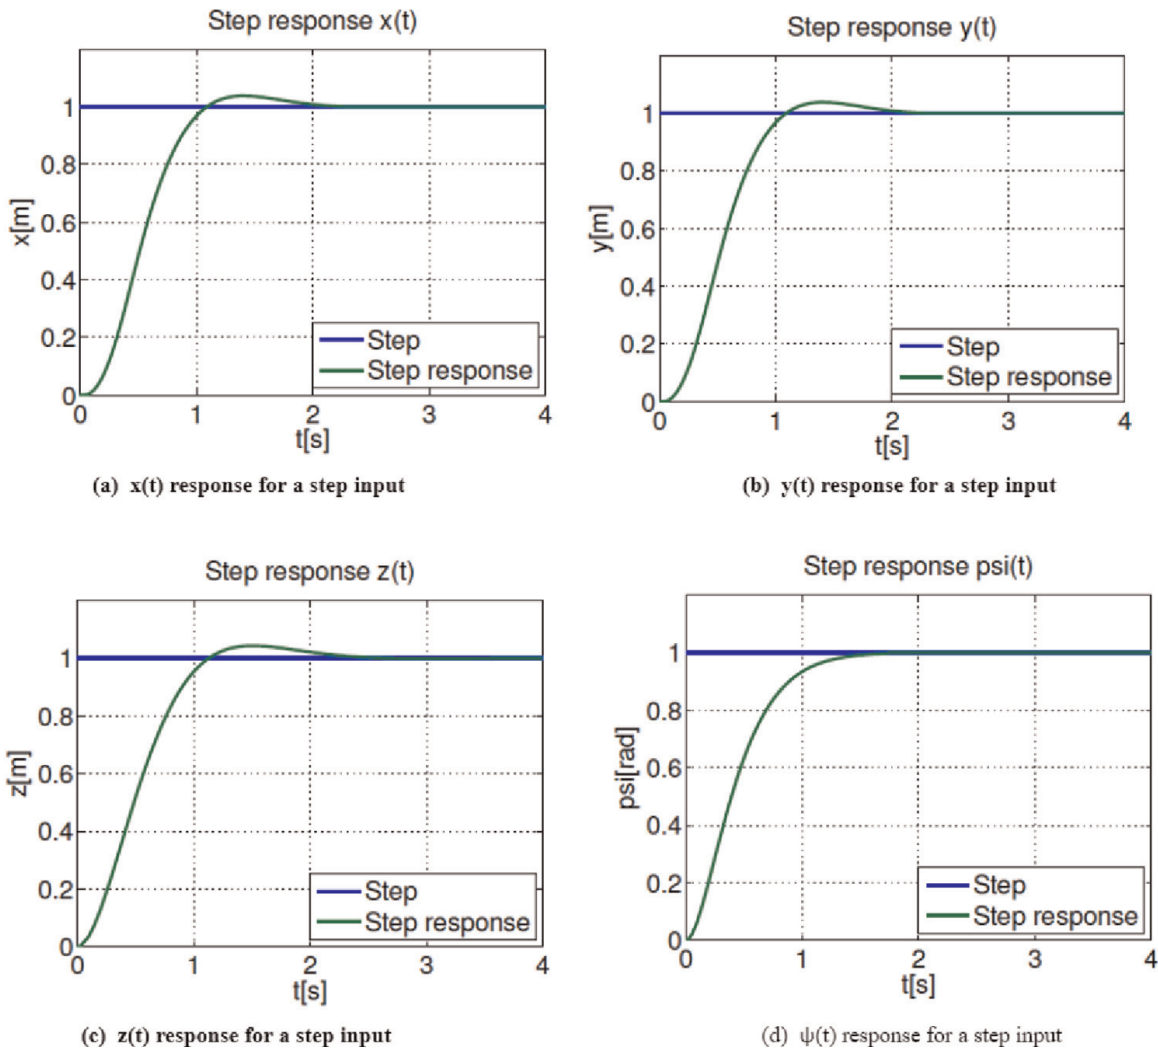 Step response x(t)
1
0.8
0.6
0.4
0.2
0
x[m]
Step
Step response
0 1 2 3 4
t[s]
(a) x(t) response for a step input
Step response y(t)
1
0.8
0.6
0.4
0.2
0
y[m]
Step
Step response
0 1 2 3 4
t[s]
(b) y(t) response for a step input
Step response z(t)
1
0.8
0.6
0.4
0.2
0
z[m]
Step
Step response
0 1 2 3 4
t[s]
(c) z(t) response for a step input
Step response psi(t)
1
0.8
0.6
0.4
0.2
0
psi[rad]
Step
Step response
0 1 2 3 4
t[s]
(d) ψ(t) response for a step input